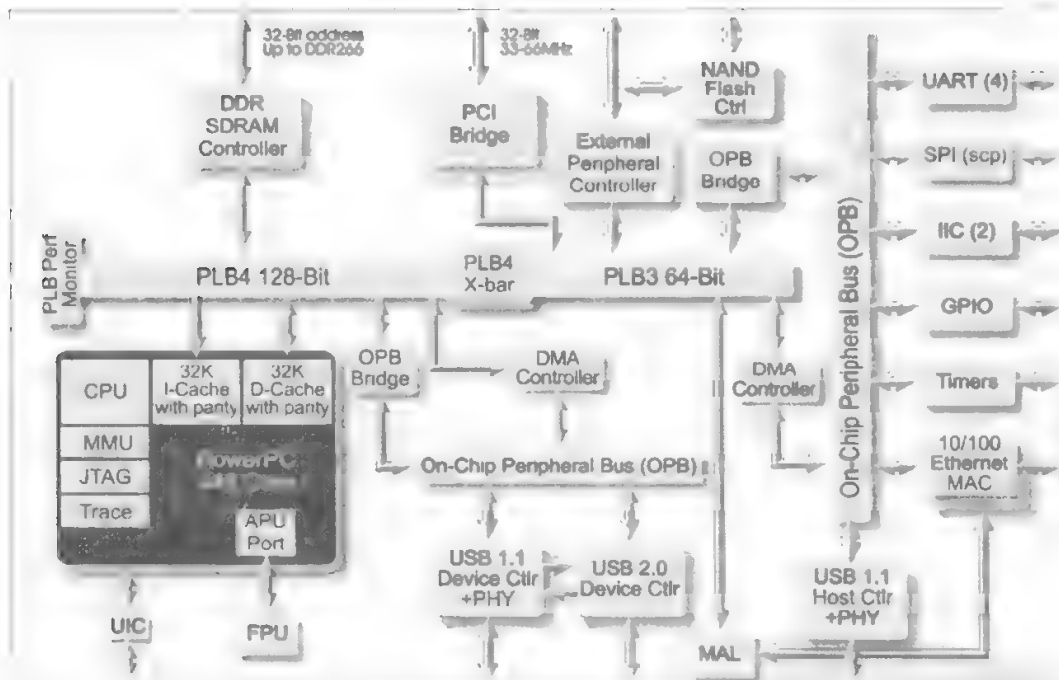 32-Bit address
Up to DDR266
32-Bit
33-66MHz
DDR
SDRAM
Controller
PCI
Bridge
External
Peripheral
Controller
NAND
Flash
Ctrl
OPB
Bridge
UART (4)
SPI (scp)
IIC (2)
GPIO
Timers
10/100
Ethernet
MAC
On-Chip Peripheral Bus (OPB)
PLB Perf
Monitor
PLB4 128-Bit
PLB4
X-bar
PLB3 64-Bit
CPU
32K
I-Cache
with parity
32K
D-Cache
with parity
MMU
JTAG
Trace
PowerPC
APU
Port
OPB
Bridge
DMA
Controller
DMA
Controller
On-Chip Peripheral Bus (OPB)
USB 1.1
Device Ctlr
+PHY
USB 2.0
Device Ctlr
USB 1.1
Host Ctlr
+PHY
UIC
FPU
MAL